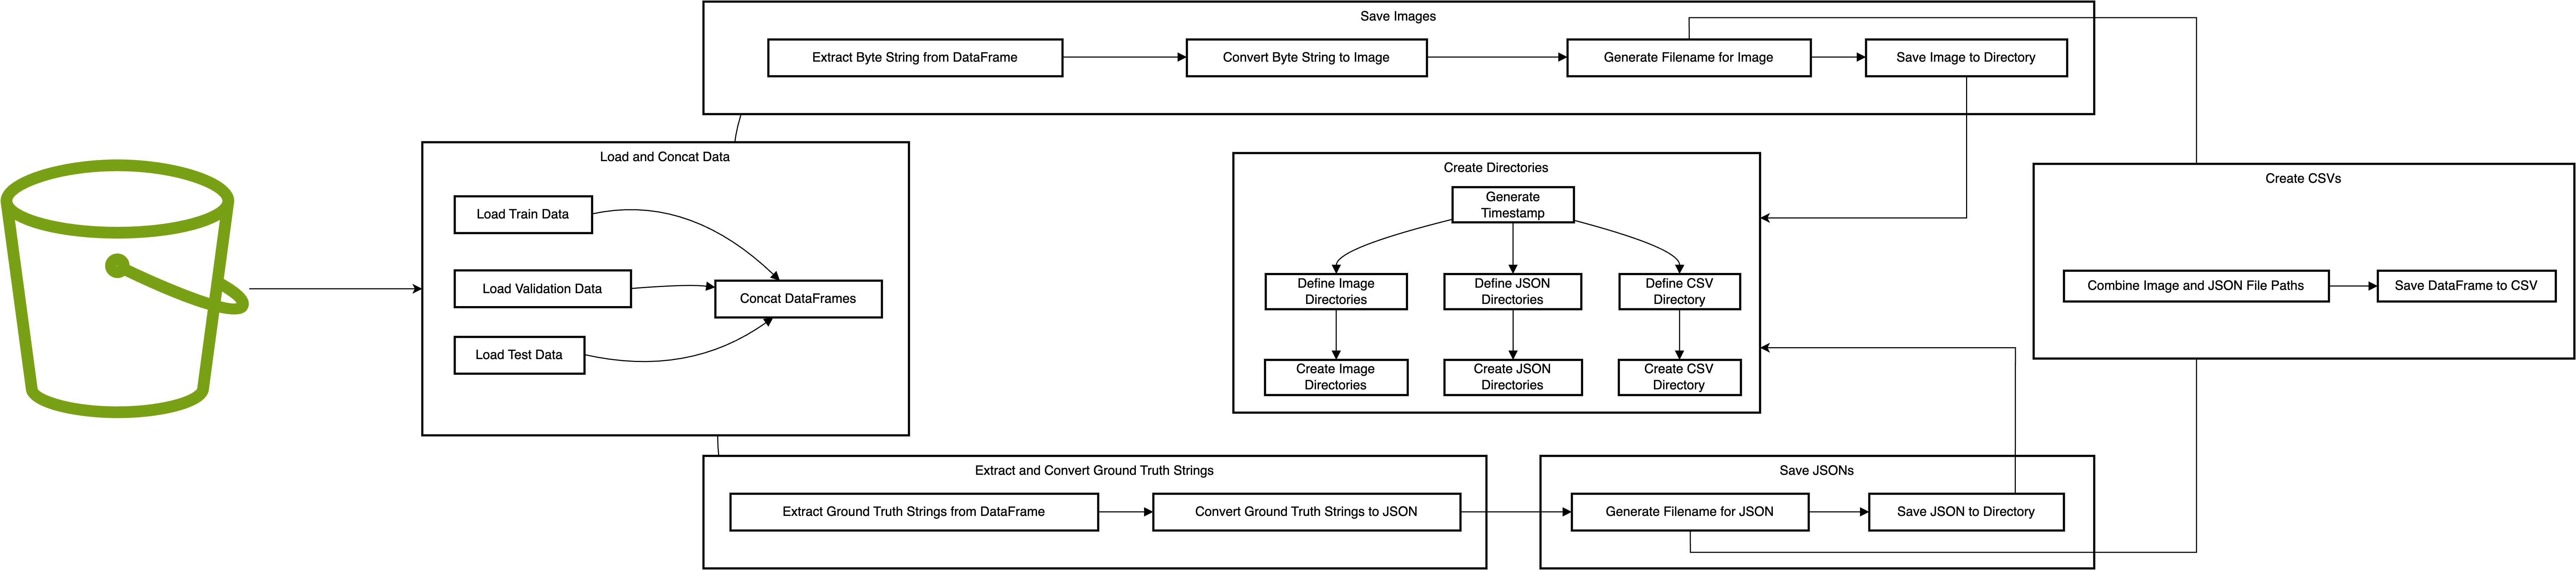 Save Images
Extract Byte String from DataFrame
Convert Byte String to Image
Generate Filename for Image
Save Image to Directory
Load and Concat Data
Load Train Data
Load Validation Data
Load Test Data
Concat DataFrames
Create Directories
Generate
Timestamp
Define Image
Directories
Define JSON
Directories
Define CSV
Directory
Create Image
Directories
Create JSON
Directories
Create CSV
Directory
Create CSVs
Combine Image and JSON File Paths
Save DataFrame to CSV
Extract and Convert Ground Truth Strings
Extract Ground Truth Strings from DataFrame
Convert Ground Truth Strings to JSON
Save JSONs
Generate Filename for JSON
Save JSON to Directory